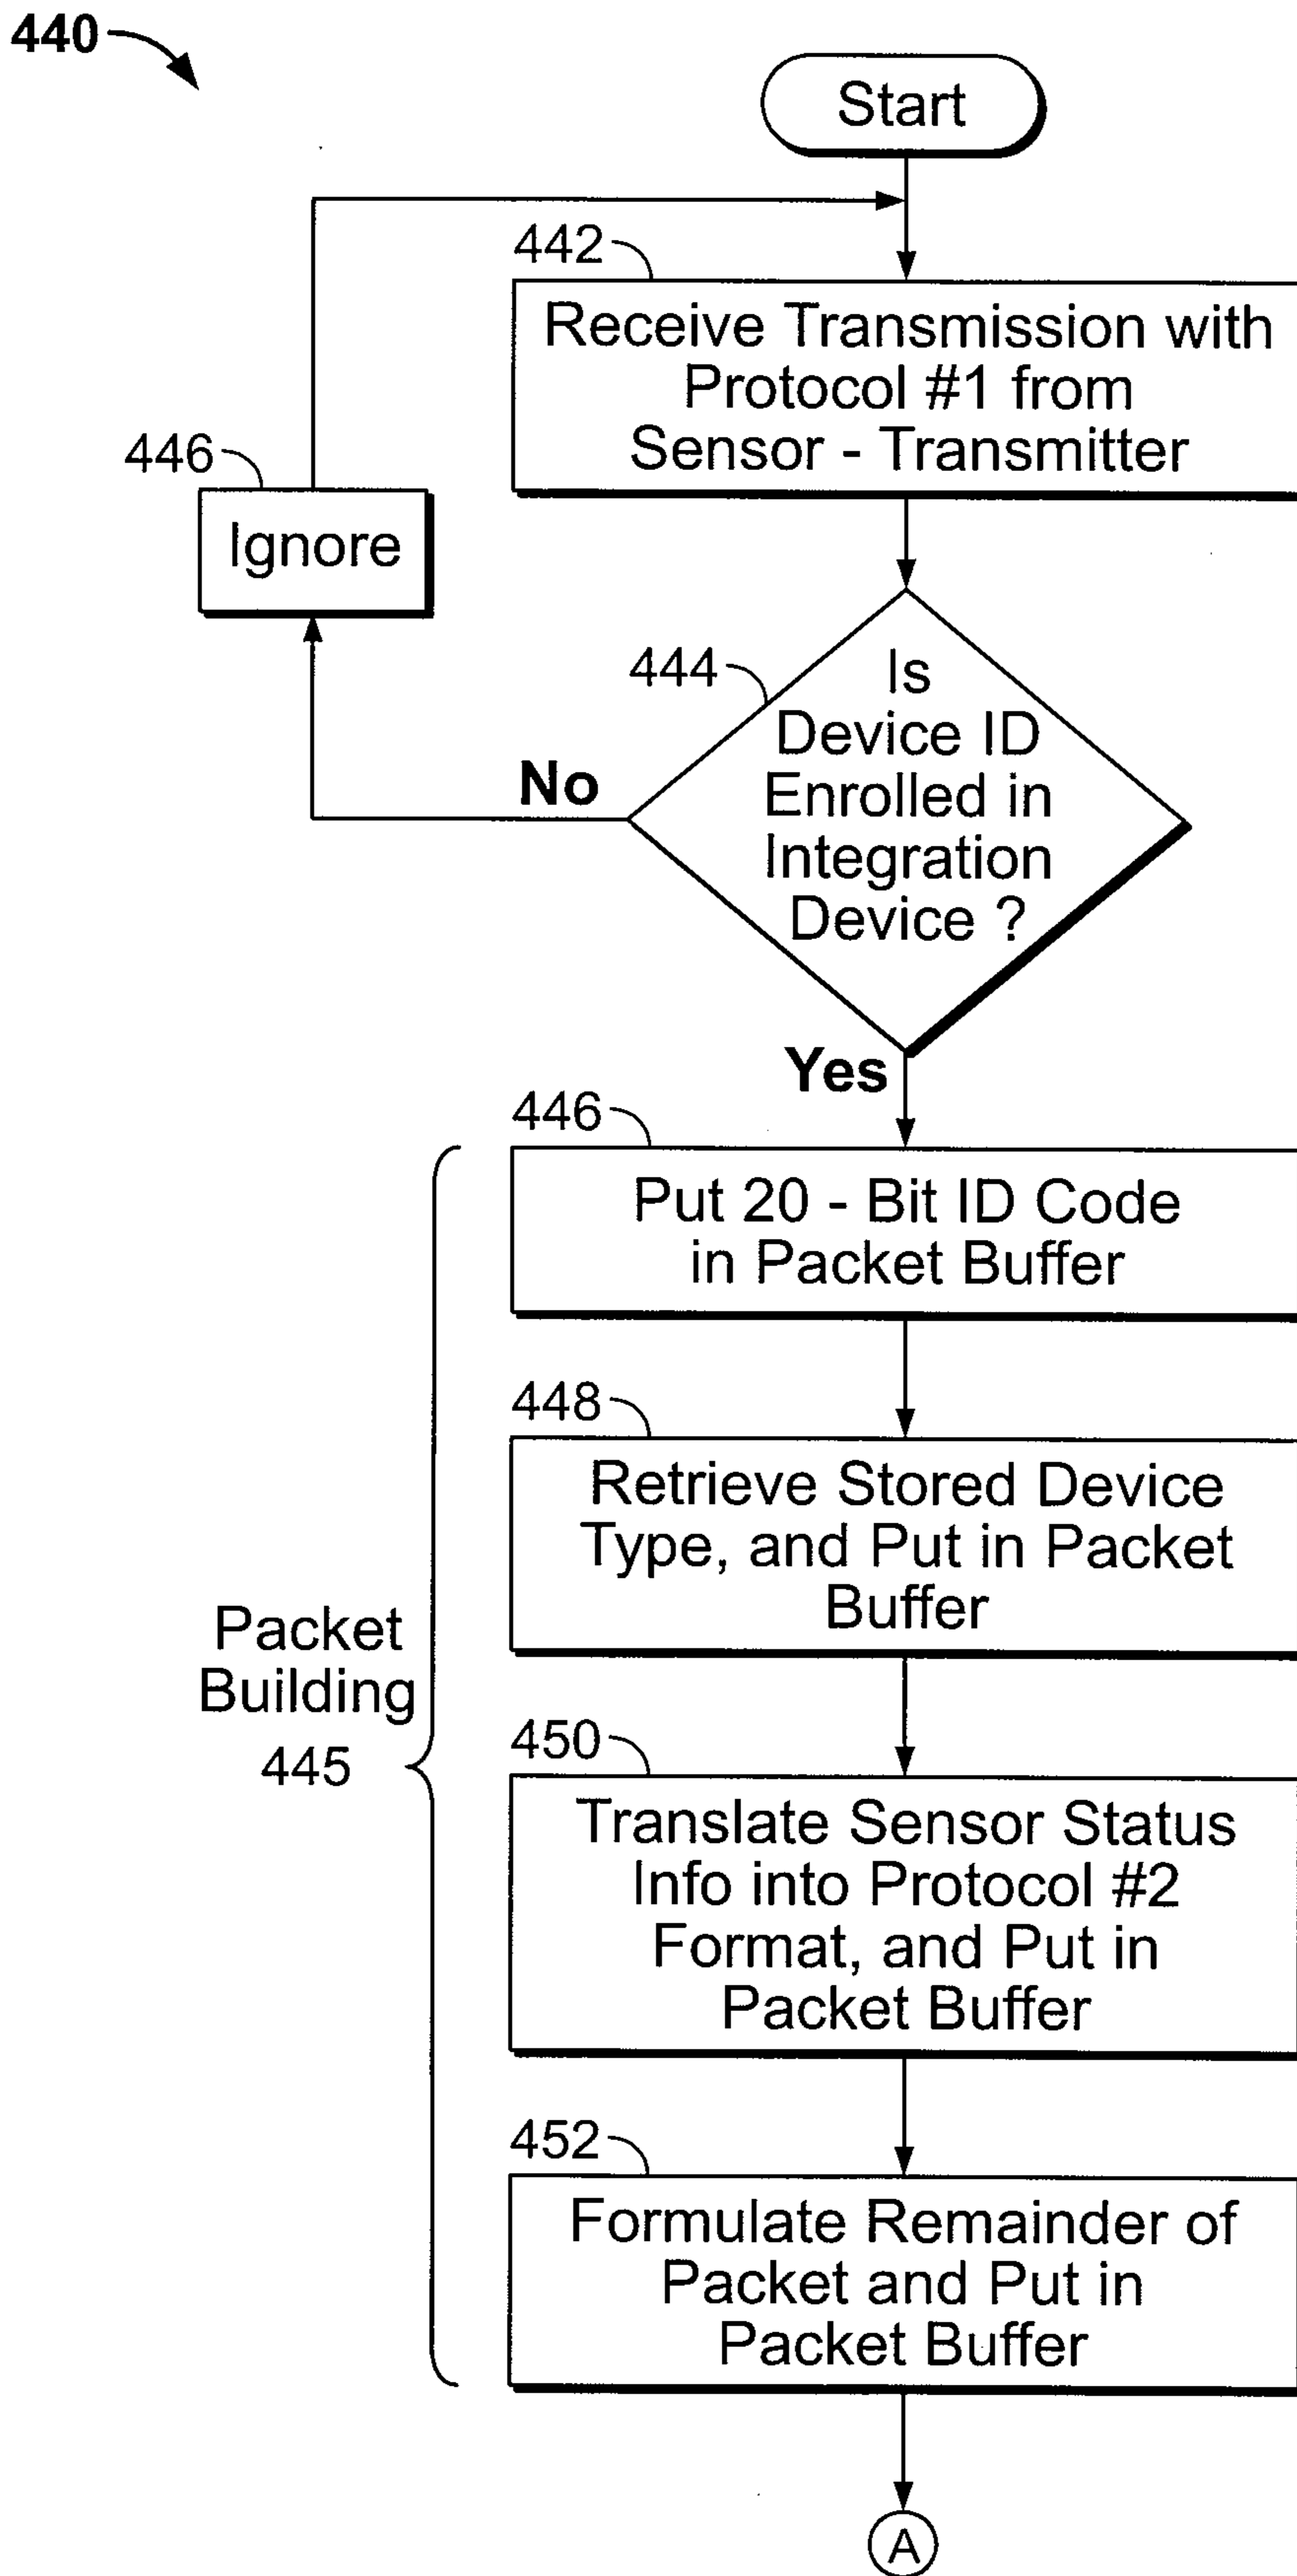 440
Start
442
Receive Transmission with
Protocol #1 from
Sensor - Transmitter
446
Ignore
444
Is
Device ID
Enrolled in
Integration
Device ?
No
Yes
446
Put 20 - Bit ID Code
in Packet Buffer
448
Retrieve Stored Device
Type, and Put in Packet
Buffer
Packet
Building
445
450
Translate Sensor Status
Info into Protocol #2
Format, and Put in
Packet Buffer
452
Formulate Remainder of
Packet and Put in
Packet Buffer
A